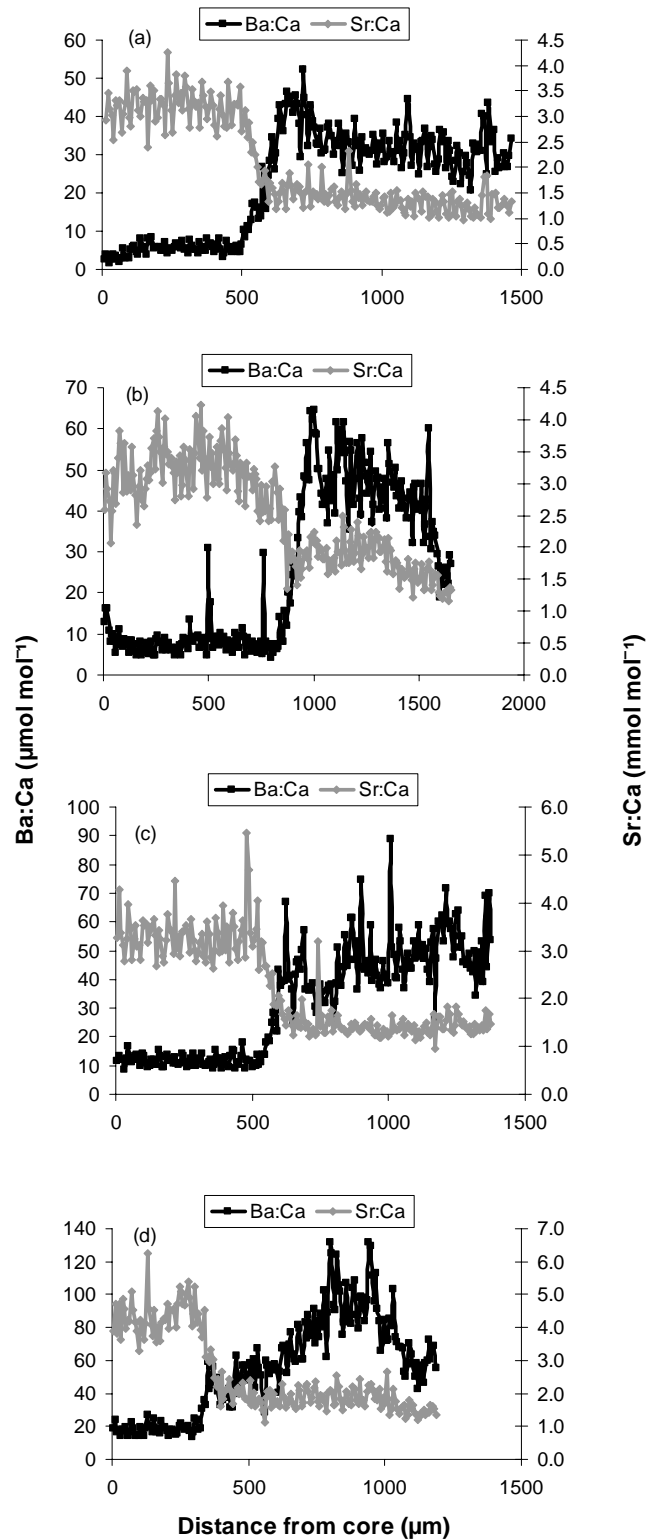 Ba:Ca Sr:Ca
(a)
60 4.5
50 4.0
40 3.5
30 3.0
20 2.5
10 2.0
0 1.5
1.0
0.5
0.0
0 500 1000 1500
Ba:Ca Sr:Ca
(b)
70 4.5
60 4.0
50 3.5
40 3.0
30 2.5
20 2.0
10 1.5
0 1.0
0.5
0.0
0 500 1000 1500 2000
Ba:Ca (µmol mol⁻¹)
Sr:Ca (mmol mol⁻¹)
Ba:Ca Sr:Ca
(c)
100 6.0
90 5.0
80 4.0
70 3.0
60 2.0
50 1.0
40 0.0
30
20
10
0
0 500 1000 1500
Ba:Ca Sr:Ca
(d)
140 7.0
120 6.0
100 5.0
80 4.0
60 3.0
40 2.0
20 1.0
0 0.0
0 500 1000 1500
Distance from core (µm)